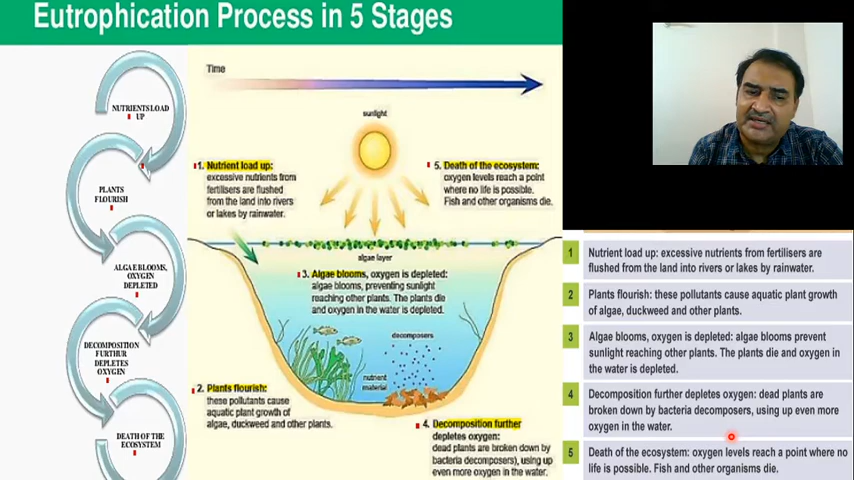 Eutrophication Process in 5 Stages
NUTRIENTS LOAD
UP
PLANTS
FLOURISH
ALGAE BLOOMS,
OXYGEN
DEPLETED
DECOMPOSITION
FURTHUR
DEPLETES
OXYGEN
DEATH OF THE
ECOSYSTEM
Time
sunlight
1. Nutrient load up:
excessive nutrients from
fertilisers are flushed
from the land into rivers
or lakes by rainwater.
5. Death of the ecosystem:
oxygen levels reach a point
where no life is possible.
Fish and other organisms die.
algae layer
3. Algae blooms, oxygen is depleted:
algae blooms, preventing sunlight
reaching other plants. The plants die
and oxygen in the water is depleted.
decomposers
nutrient
material
2. Plants flourish:
these pollutants cause
aquatic plant growth of
algae, duckweed and other plants.
4. Decomposition further
depletes oxygen:
dead plants are broken down by
bacteria decomposers), using up
even more oxygen in the water.
1 Nutrient load up: excessive nutrients from fertilisers are
flushed from the land into rivers or lakes by rainwater.
2 Plants flourish: these pollutants cause aquatic plant growth
of algae, duckweed and other plants.
3 Algae blooms, oxygen is depleted: algae blooms prevent
sunlight reaching other plants. The plants die and oxygen in
the water is depleted.
4 Decomposition further depletes oxygen: dead plants are
broken down by bacteria decomposers, using up even more
oxygen in the water.
5 Death of the ecosystem: oxygen levels reach a point where no
life is possible. Fish and other organisms die.